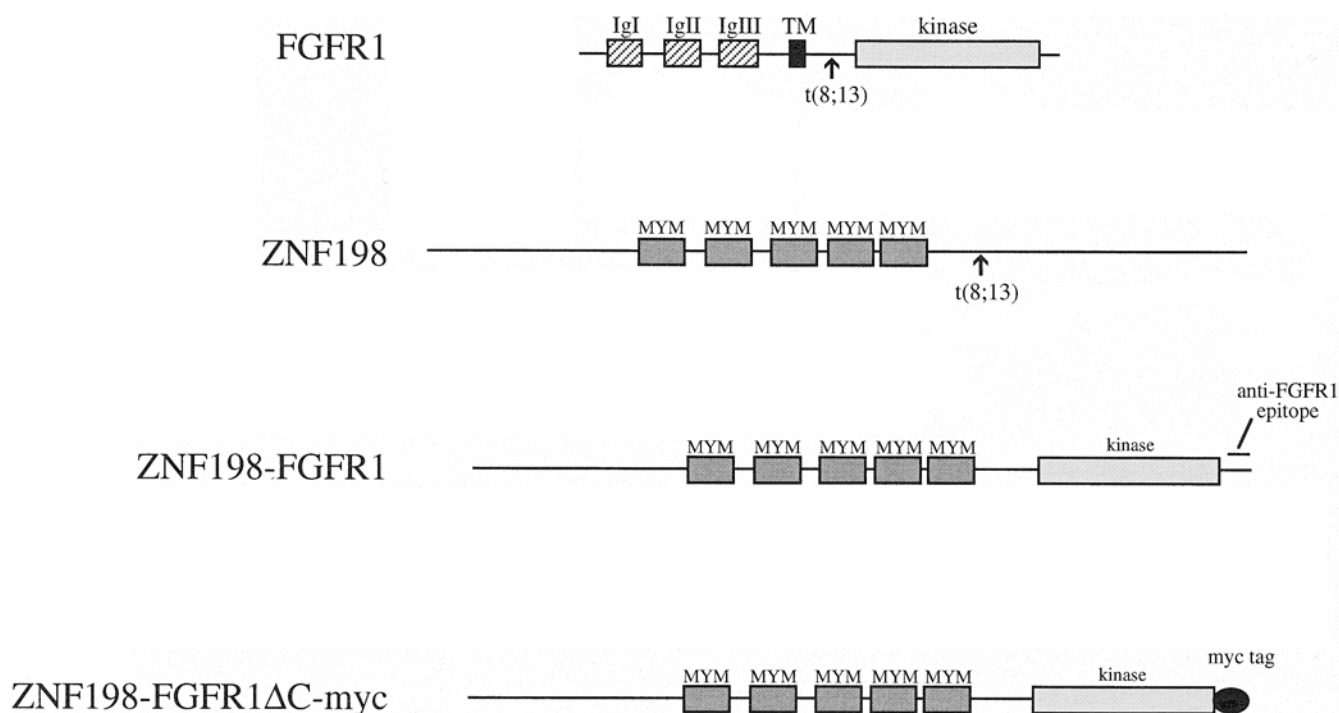 FGFR1
IgI IgII IgIII TM kinase
t(8;13)
ZNF198
MYM MYM MYM MYM MYM
t(8;13)
anti-FGFR1
epitope
ZNF198-FGFR1
MYM MYM MYM MYM MYM kinase
myc tag
ZNF198-FGFR1ΔC-myc
MYM MYM MYM MYM MYM kinase